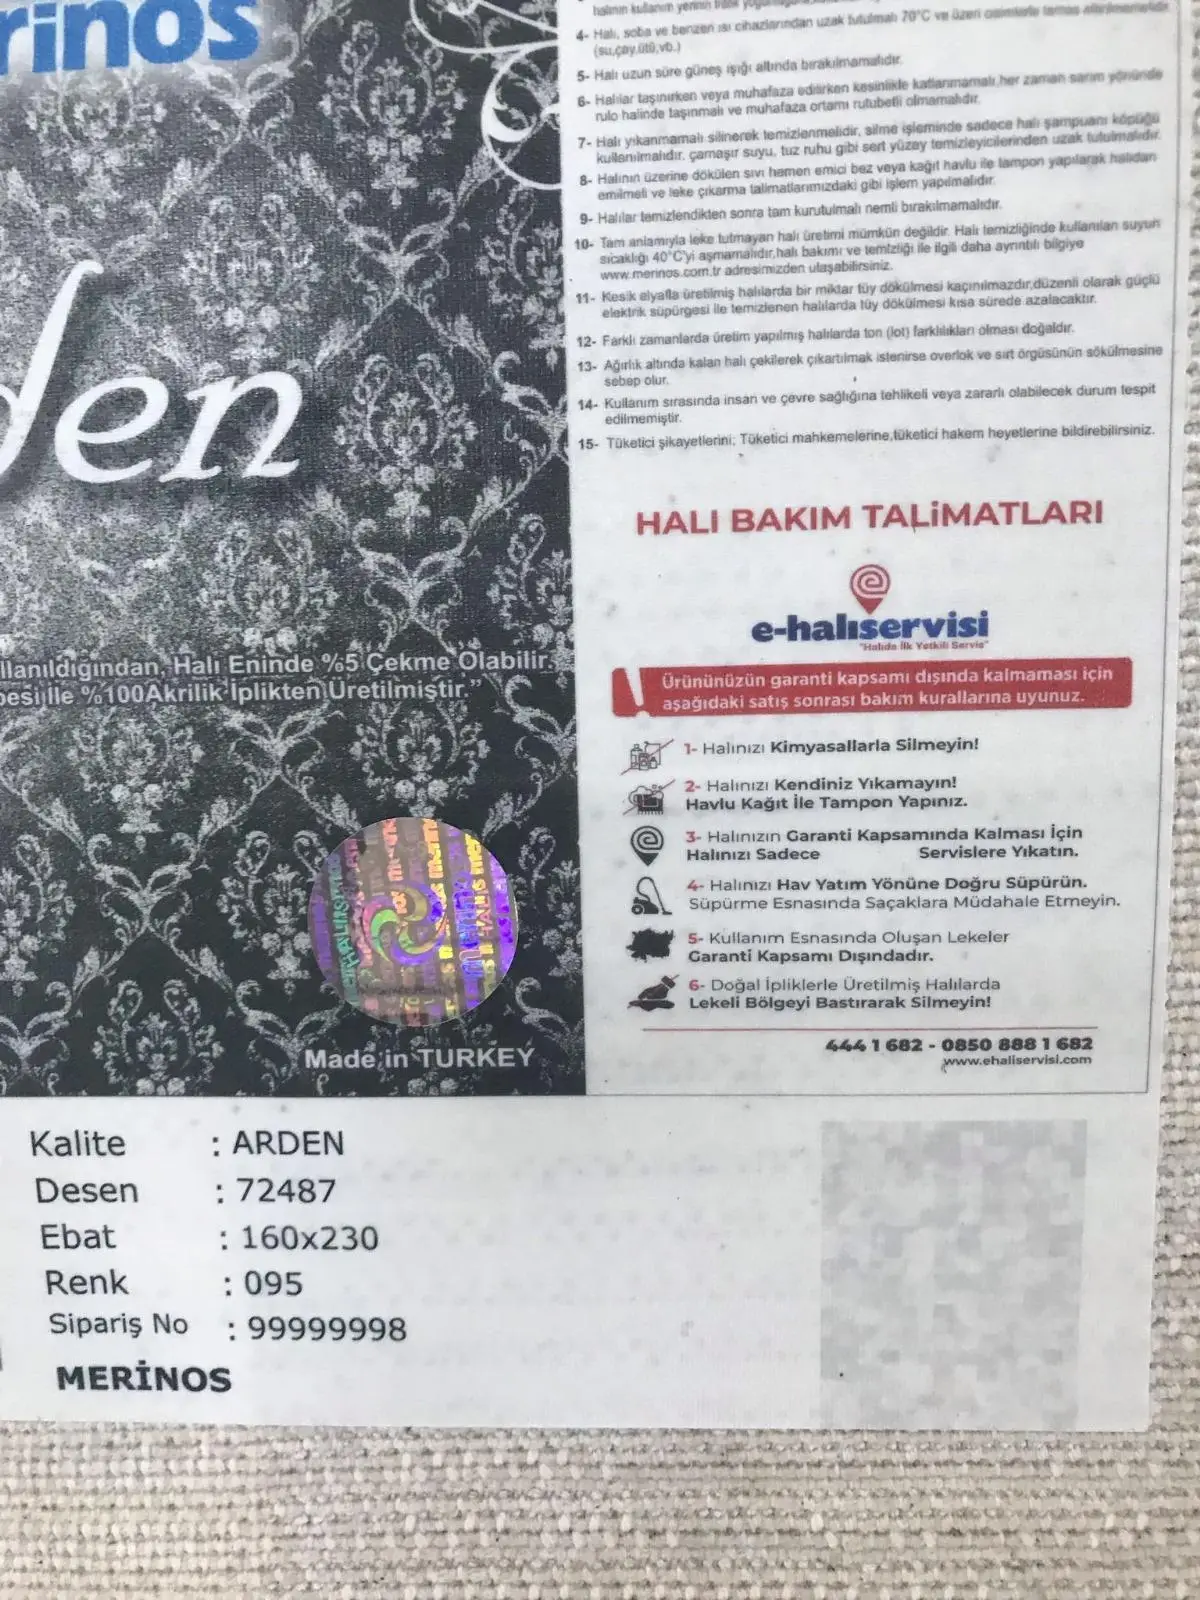 rinos
den
llanıldığından, Halı Eninde %5 Çekme Olabilir.
besi İle %100Akrilik İplikten Üretilmiştir."
Made in TURKEY
halının kullanım yerinin trafik
4- Halı, soba ve benzeri ısı cihazlarından uzak tutulmalı 70°C ve üzeri
(su,çay,ütü,vb.)
5- Halı uzun süre güneş ışığı altında bırakılmamalıdır.
6- Halılar taşınırken veya muhafaza edilirken kesinlikle katlanmamalı,her zaman sarım yönünde
rulo halinde taşınmalı ve muhafaza ortamı rutubetli olmamalıdır.
7- Halı yıkanmamalı silinerek temizlenmelidir, silme işleminde sadece halı şampuanı köpüğü
kullanılmalıdır. çamaşır suyu, tuz ruhu gibi sert yüzey temizleyicilerinden uzak tutulmalıdır.
8- Halının üzerine dökülen sıvı hemen emici bez veya kağıt havlu ile tampon yapılarak halıdan
emilmeli ve leke çıkarma talimatlarımızdaki gibi işlem yapılmalıdır.
9- Halılar temizlendikten sonra tam kurutulmalı nemli bırakılmamalıdır.
10- Tam anlamıyla leke tutmayan halı üretimi mümkün değildir. Halı temizliğinde kullanılan suyun
sıcaklığı 40°C'yi aşmamalıdır,halı bakımı ve temizliği ile ilgili daha ayrıntılı bilgiye
www.merinos.com.tr adresimizden ulaşabilirsiniz.
11- Kesik elyafla üretilmiş halılarda bir miktar tüy dökülmesi kaçınılmazdır,düzenli olarak güçlü
elektrik süpürgesi ile temizlenen halılarda tüy dökülmesi kısa sürede azalacaktır.
12- Farklı zamanlarda üretim yapılmış halılarda ton (lot) farklılıkları olması doğaldır.
13- Ağırlık altında kalan halı çekilerek çıkartılmak istenirse overlok ve sırt örgüsünün sökülmesine
sebep olur.
14- Kullanım sırasında insan ve çevre sağlığına tehlikeli veya zararlı olabilecek durum tespit
edilmemiştir.
15- Tüketici şikayetlerini; Tüketici mahkemelerine,tüketici hakem heyetlerine bildirebilirsiniz.
HALI BAKIM TALİMATLARI
e-halıservisi
"Halıda İlk Yetkili Servis"
Ürününüzün garanti kapsamı dışında kalmaması için
aşağıdaki satış sonrası bakım kurallarına uyunuz.
1- Halınızı Kimyasallarla Silmeyin!
2- Halınızı Kendiniz Yıkamayın!
Havlu Kağıt İle Tampon Yapınız.
3- Halınızın Garanti Kapsamında Kalması İçin
Halınızı Sadece Servislere Yıkatın.
4- Halınızı Hav Yatım Yönüne Doğru Süpürün.
Süpürme Esnasında Saçaklara Müdahale Etmeyin.
5- Kullanım Esnasında Oluşan Lekeler
Garanti Kapsamı Dışındadır.
6- Doğal İpliklerle Üretilmiş Halılarda
Lekeli Bölgeyi Bastırarak Silmeyin!
444 1 682 - 0850 888 1 682
www.ehaliservisi.com
Kalite : ARDEN
Desen : 72487
Ebat : 160x230
Renk : 095
Sipariş No : 99999998
MERİNOS